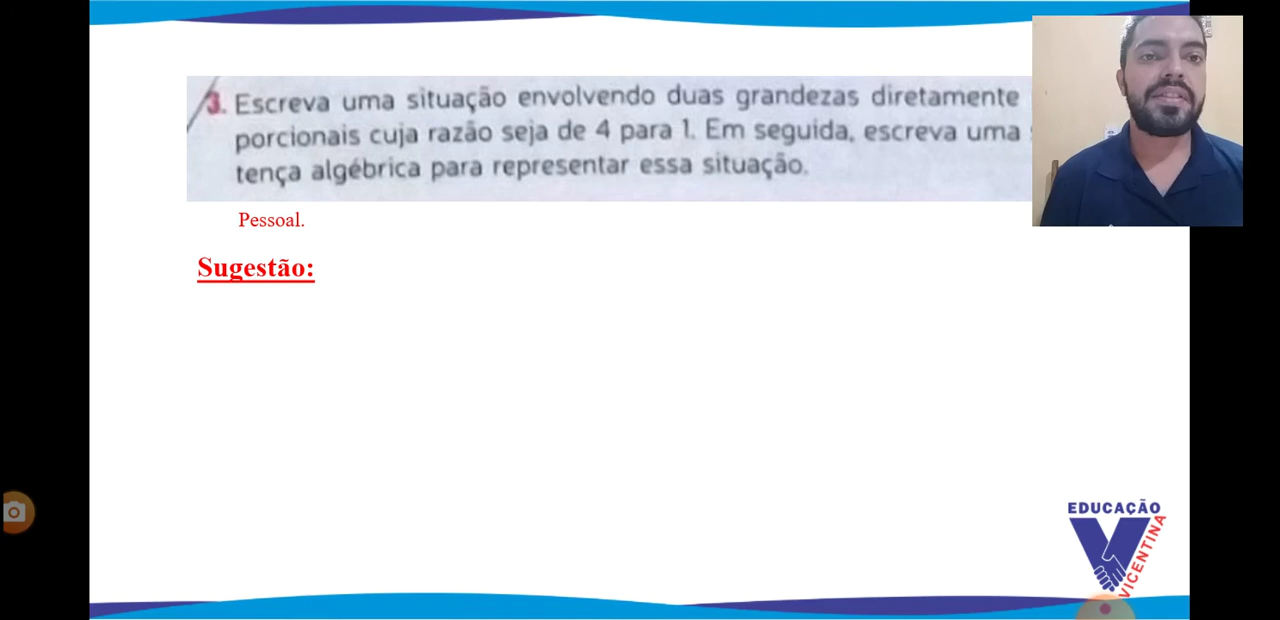 3. Escreva uma situação envolvendo duas grandezas diretamente
porcionais cuja razão seja de 4 para 1. Em seguida, escreva uma
tença algébrica para representar essa situação.
Pessoal.
Sugestão:
EDUCAÇÃO
VICENTINA